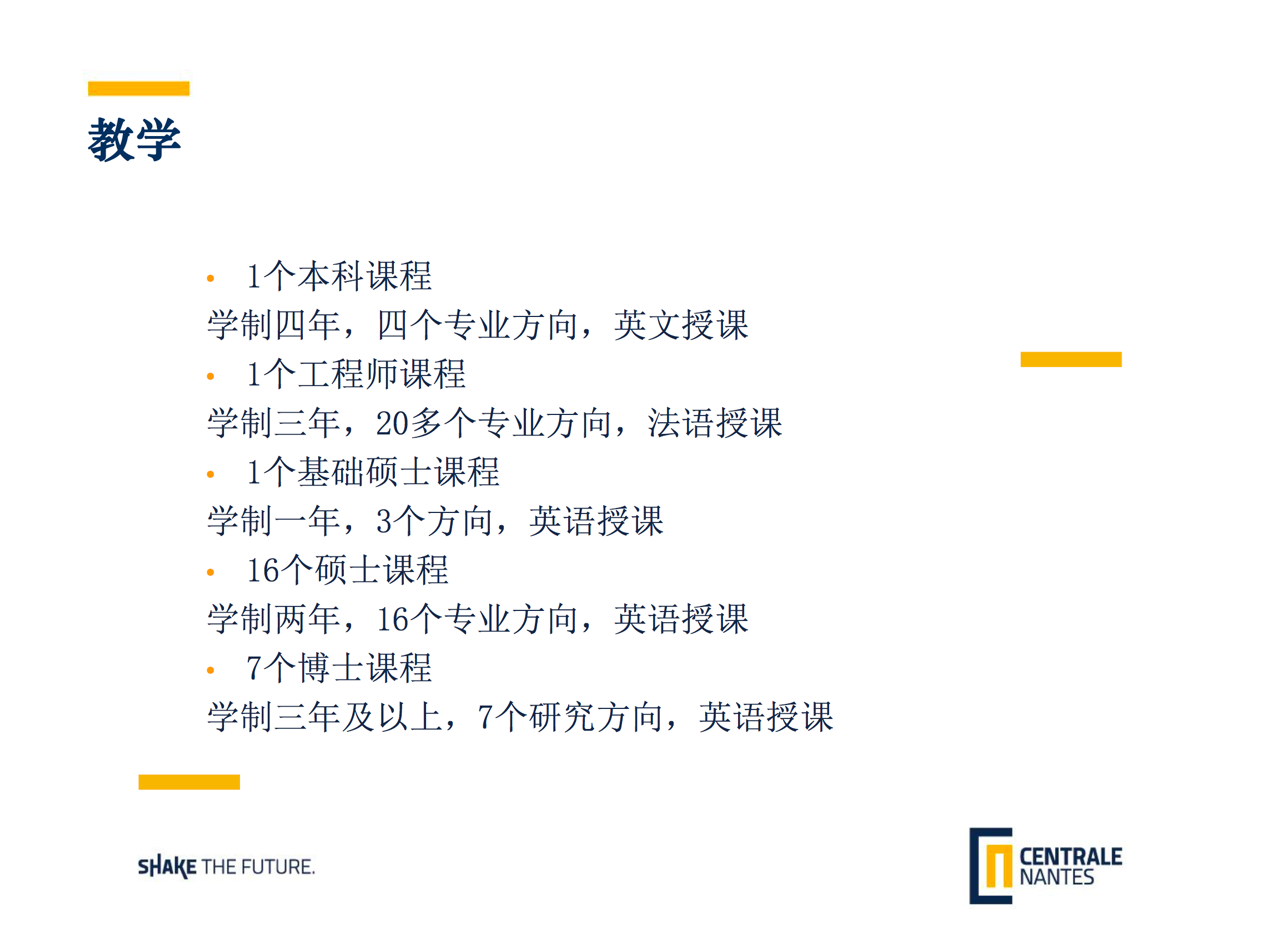 教学
• 1个本科课程
学制四年，四个专业方向，英文授课
• 1个工程师课程
学制三年，20多个专业方向，法语授课
• 1个基础硕士课程
学制一年，3个方向，英语授课
• 16个硕士课程
学制两年，16个专业方向，英语授课
• 7个博士课程
学制三年及以上，7个研究方向，英语授课
SHAKE THE FUTURE.
CENTRALE
NANTES